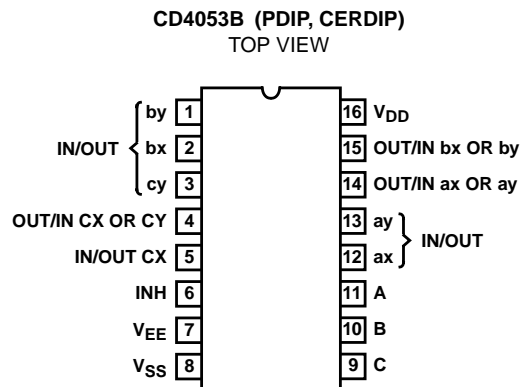 CD4053B (PDIP, CERDIP)
TOP VIEW
by 1
bx 2
cy 3
IN/OUT
OUT/IN CX OR CY 4
IN/OUT CX 5
INH 6
VEE 7
VSS 8
16 VDD
15 OUT/IN bx OR by
14 OUT/IN ax OR ay
13 ay
12 ax
IN/OUT
11 A
10 B
9 C